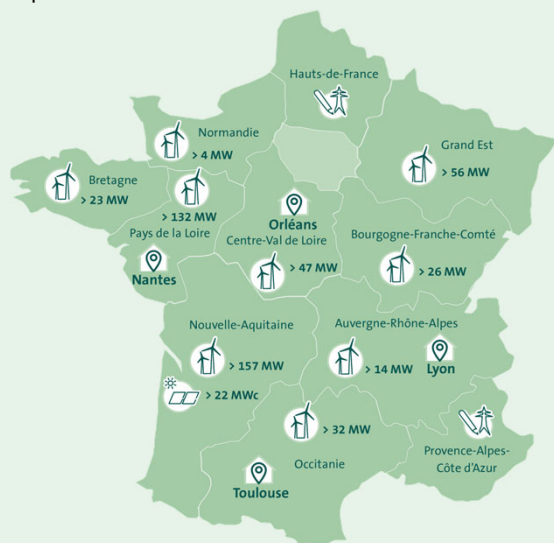 Hauts-de-France
Normandie
> 4 MW
Grand Est
> 56 MW
Bretagne
> 23 MW
> 132 MW
Pays de la Loire
Nantes
Orléans
Centre-Val de Loire
> 47 MW
Bourgogne-Franche-Comté
> 26 MW
Nouvelle-Aquitaine
> 157 MW
> 22 MWc
Auvergne-Rhône-Alpes
> 14 MW
Lyon
> 32 MW
Occitanie
Toulouse
Provence-Alpes-
Côte d'Azur